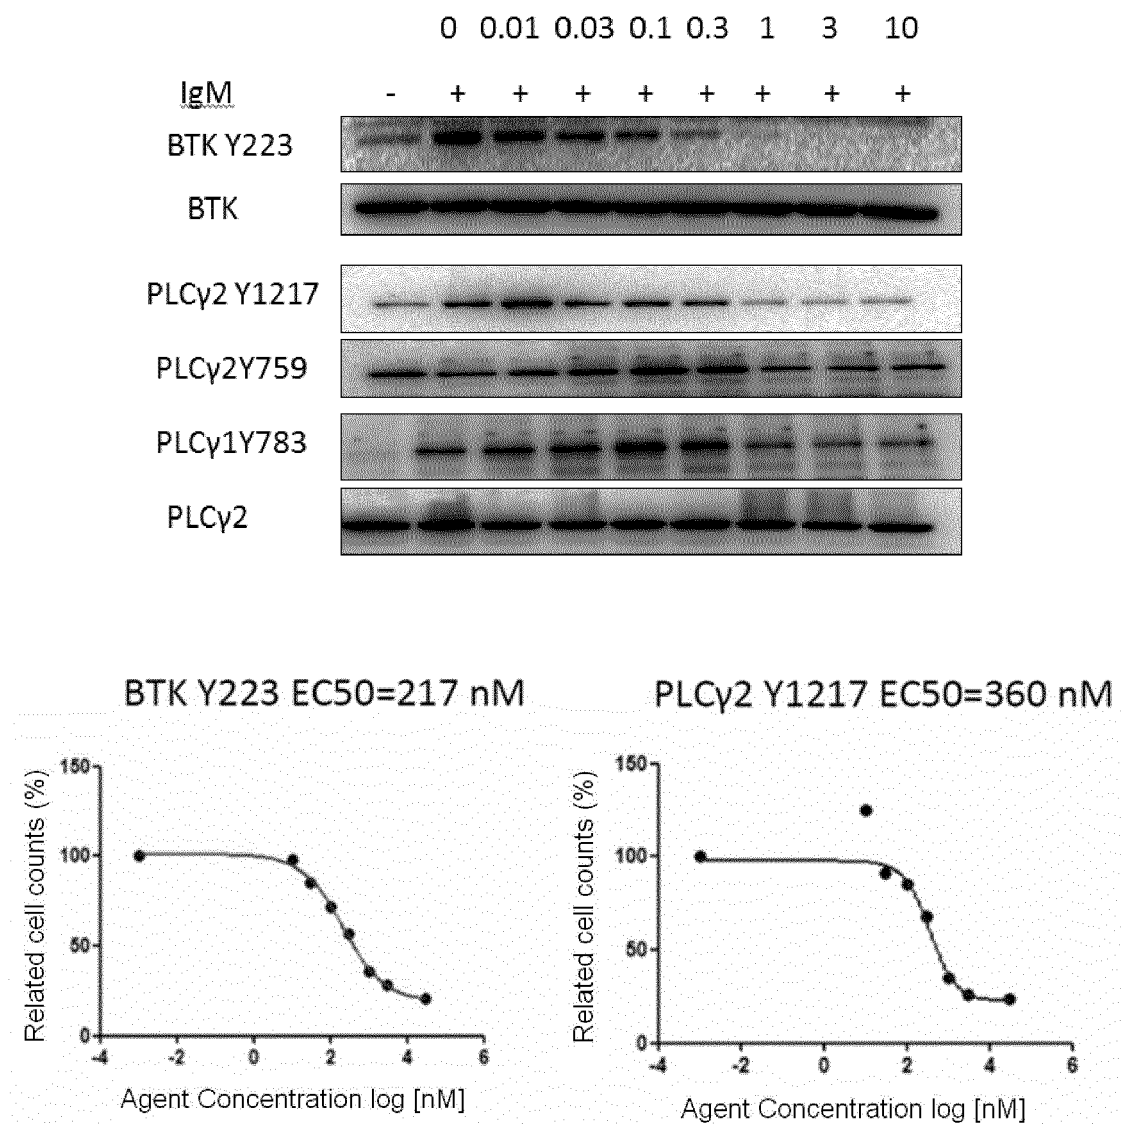 0 0.01 0.03 0.1 0.3 1 3 10
IgM - + + + + + + + +
BTK Y223
BTK
PLCγ2 Y1217
PLCγ2Y759
PLCγ1Y783
PLCγ2
BTK Y223 EC50=217 nM
Related cell counts (%)
150
100
50
0
-4 -2 0 2 4 6
Agent Concentration log [nM]
PLCγ2 Y1217 EC50=360 nM
Related cell counts (%)
150
100
50
0
-4 -2 0 2 4 6
Agent Concentration log [nM]